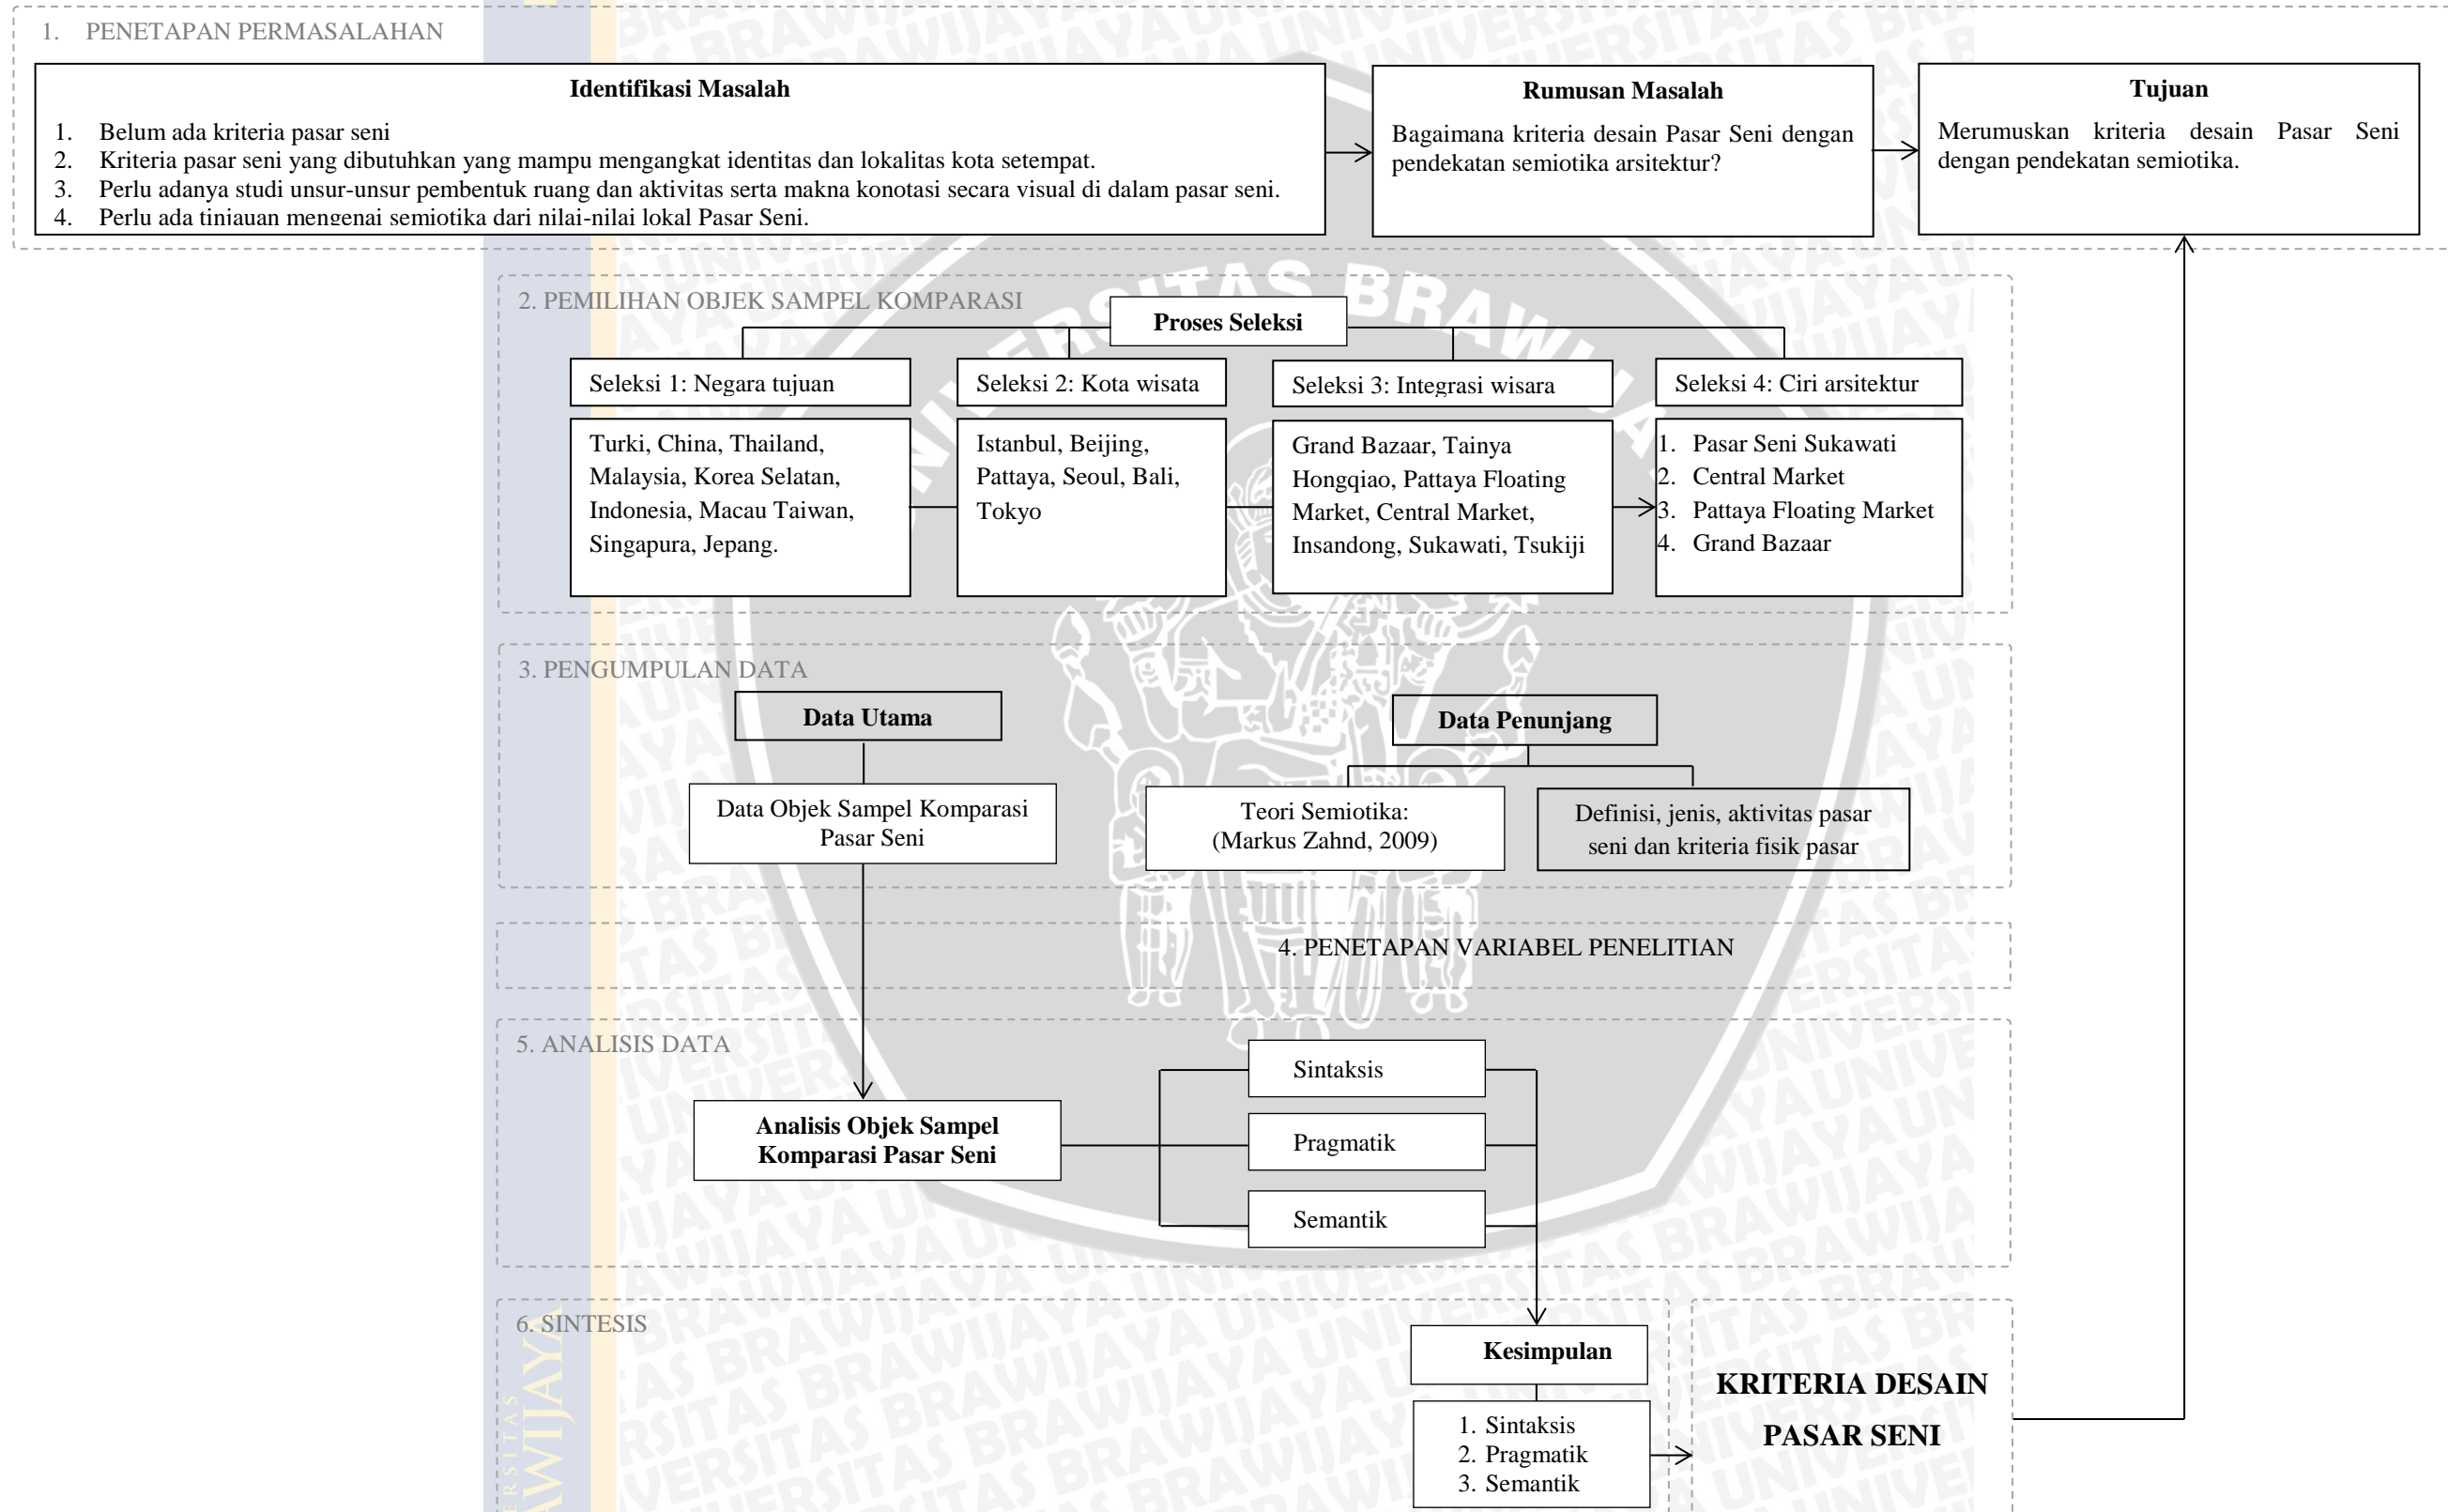 1. PENETAPAN PERMASALAHAN
Identifikasi Masalah
1. Belum ada kriteria pasar seni
2. Kriteria pasar seni yang dibutuhkan yang mampu mengangkat identitas dan lokalitas kota setempat.
3. Perlu adanya studi unsur-unsur pembentuk ruang dan aktivitas serta makna konotasi secara visual di dalam pasar seni.
4. Perlu ada tinjauan mengenai semiotika dari nilai-nilai lokal Pasar Seni.
Rumusan Masalah
Bagaimana kriteria desain Pasar Seni dengan
pendekatan semiotika arsitektur?
Tujuan
Merumuskan kriteria desain Pasar Seni
dengan pendekatan semiotika.
2. PEMILIHAN OBJEK SAMPEL KOMPARASI
Proses Seleksi
Seleksi 1: Negara tujuan
Turki, China, Thailand,
Malaysia, Korea Selatan,
Indonesia, Macau Taiwan,
Singapura, Jepang.
Seleksi 2: Kota wisata
Istanbul, Beijing,
Pattaya, Seoul, Bali,
Tokyo
Seleksi 3: Integrasi wisara
Grand Bazaar, Tainya
Hongqiao, Pattaya Floating
Market, Central Market,
Insandong, Sukawati, Tsukiji
Seleksi 4: Ciri arsitektur
1. Pasar Seni Sukawati
2. Central Market
3. Pattaya Floating Market
4. Grand Bazaar
3. PENGUMPULAN DATA
Data Utama
Data Objek Sampel Komparasi
Pasar Seni
Data Penunjang
Teori Semiotika:
(Markus Zahnd, 2009)
Definisi, jenis, aktivitas pasar
seni dan kriteria fisik pasar
4. PENETAPAN VARIABEL PENELITIAN
5. ANALISIS DATA
Analisis Objek Sampel
Komparasi Pasar Seni
Sintaksis
Pragmatik
Semantik
6. SINTESIS
Kesimpulan
1. Sintaksis
2. Pragmatik
3. Semantik
KRITERIA DESAIN
PASAR SENI
UNIVERSITAS BRAWIJAYA